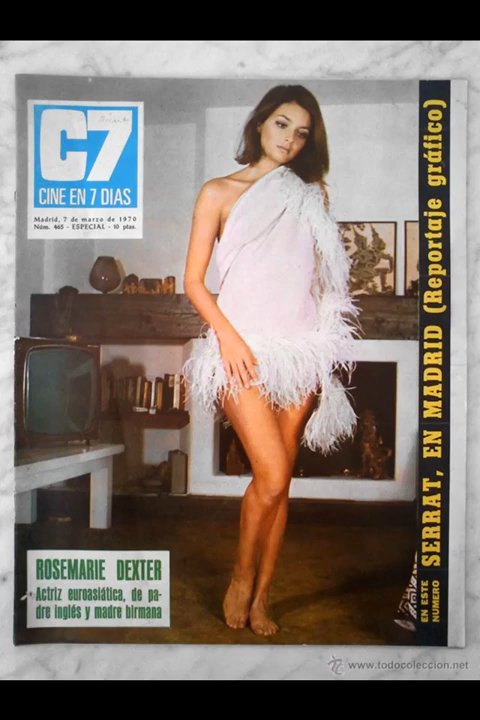 C7
CINE EN 7 DIAS
Madrid, 7 de marzo de 1970
Núm. 465 - ESPECIAL - 10 ptas.
ROSEMARIE DEXTER
Actriz euroasiática, de pa-
dre inglés y madre birmana
EN ESTE
NUMERO
SERRAT, EN MADRID (Reportaje gráfico)
www.todocoleccion.net